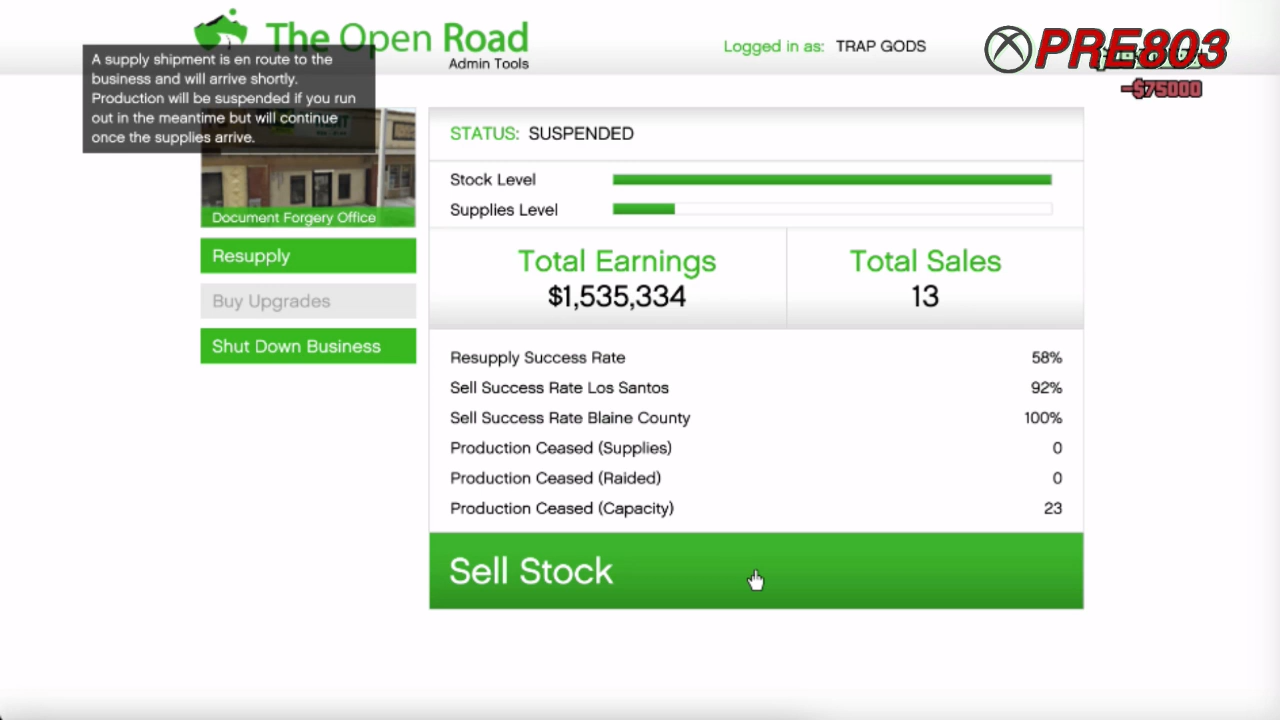 The Open Road
Admin Tools
Logged in as: TRAP GODS
PRE803
-$75000
A supply shipment is en route to the
business and will arrive shortly.
Production will be suspended if you run
out in the meantime but will continue
once the supplies arrive.
Document Forgery Office
Resupply
Buy Upgrades
Shut Down Business
STATUS: SUSPENDED
Stock Level
Supplies Level
Total Earnings
$1,535,334
Total Sales
13
Resupply Success Rate 58%
Sell Success Rate Los Santos 92%
Sell Success Rate Blaine County 100%
Production Ceased (Supplies) 0
Production Ceased (Raided) 0
Production Ceased (Capacity) 23
Sell Stock